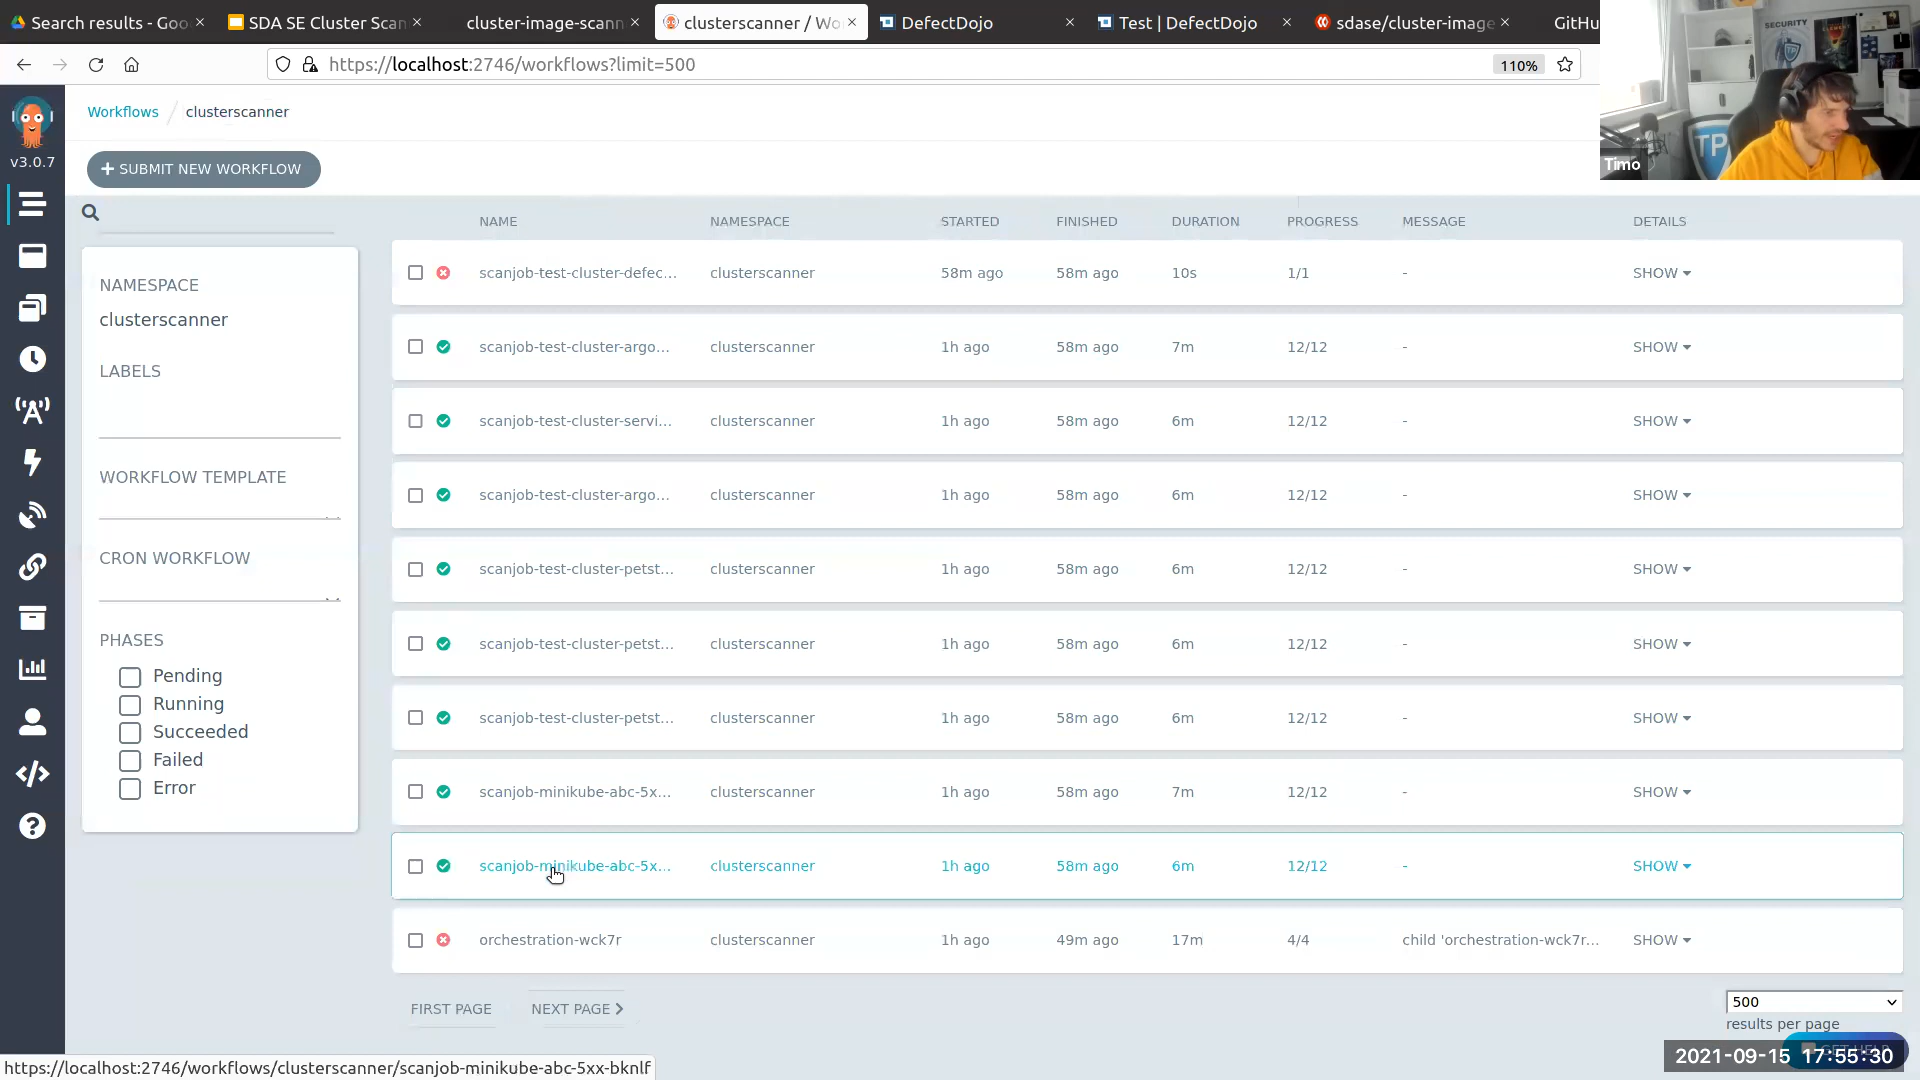 Search results - Goo
SDA SE Cluster Scan
cluster-image-scann
clusterscanner / Wo
DefectDojo
Test | DefectDojo
sdase/cluster-image
GitHu
https://localhost:2746/workflows?limit=500
110%
SECURITY
TP
Timo
v3.0.7
Workflows
clusterscanner
+ SUBMIT NEW WORKFLOW
NAMESPACE
clusterscanner
LABELS
WORKFLOW TEMPLATE
CRON WORKFLOW
PHASES
Pending
Running
Succeeded
Failed
Error
NAME NAMESPACE STARTED FINISHED DURATION PROGRESS MESSAGE DETAILS
scanjob-test-cluster-defec... clusterscanner 58m ago 58m ago 10s 1/1 - SHOW
scanjob-test-cluster-argo... clusterscanner 1h ago 58m ago 7m 12/12 - SHOW
scanjob-test-cluster-servi... clusterscanner 1h ago 58m ago 6m 12/12 - SHOW
scanjob-test-cluster-argo... clusterscanner 1h ago 58m ago 6m 12/12 - SHOW
scanjob-test-cluster-petst... clusterscanner 1h ago 58m ago 6m 12/12 - SHOW
scanjob-test-cluster-petst... clusterscanner 1h ago 58m ago 6m 12/12 - SHOW
scanjob-test-cluster-petst... clusterscanner 1h ago 58m ago 6m 12/12 - SHOW
scanjob-minikube-abc-5x... clusterscanner 1h ago 58m ago 7m 12/12 - SHOW
scanjob-minikube-abc-5x... clusterscanner 1h ago 58m ago 6m 12/12 - SHOW
orchestration-wck7r clusterscanner 1h ago 49m ago 17m 4/4 child 'orchestration-wck7r... SHOW
FIRST PAGE
NEXT PAGE
500
results per page
2021-09-15 17:55:30
https://localhost:2746/workflows/clusterscanner/scanjob-minikube-abc-5xx-bknlf